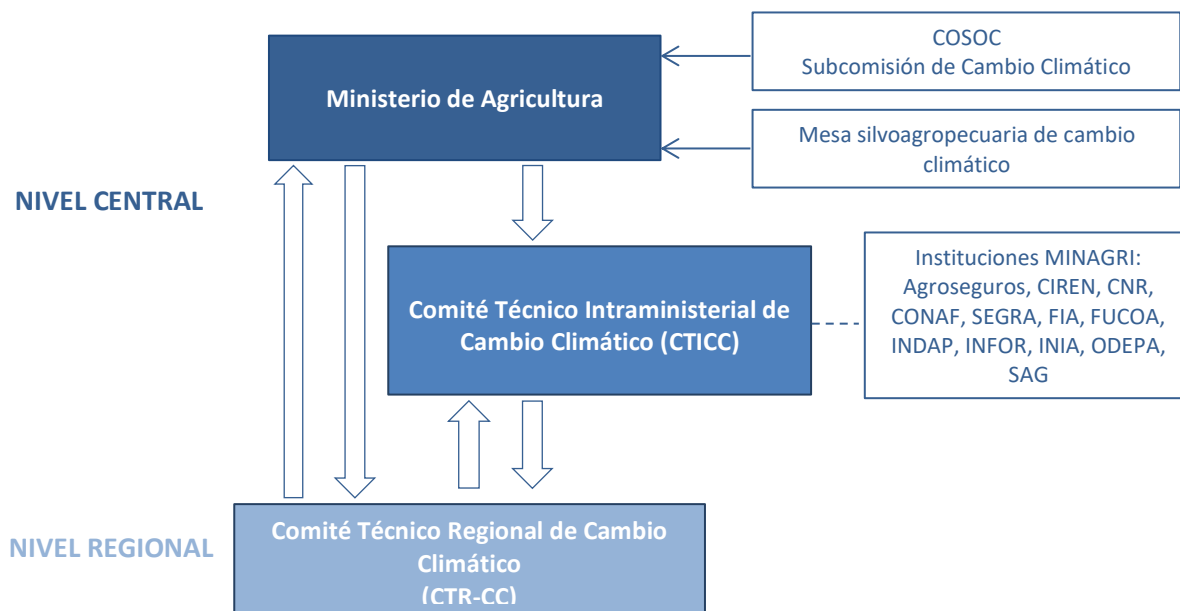 COSOC
Subcomisión de Cambio Climático
Ministerio de Agricultura
Mesa silvoagropecuaria de cambio
climático
NIVEL CENTRAL
Instituciones MINAGRI:
Agroseguros, CIREN, CNR,
CONAF, SEGRA, FIA, FUCOA,
INDAP, INFOR, INIA, ODEPA,
SAG
Comité Técnico Intraministerial de
Cambio Climático (CTICC)
NIVEL REGIONAL
Comité Técnico Regional de Cambio
Climático
(CTR-CC)